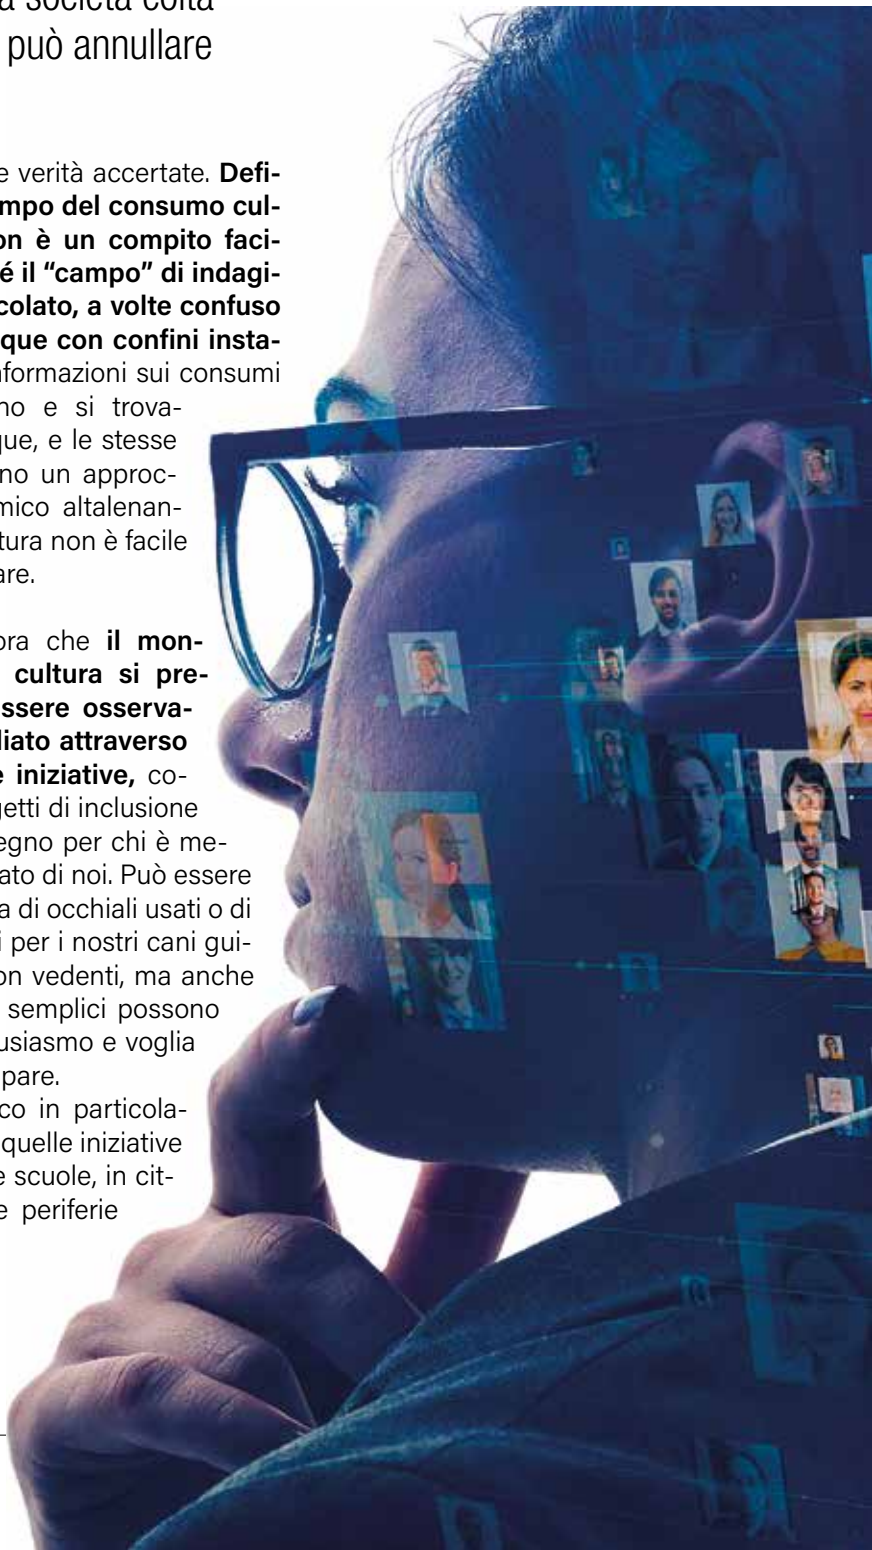 a società colta
può annullare
e verità accertate. Defi-
mpo del consumo cul-
on è un compito faci-
é il “campo” di indagi-
colato, a volte confuso
que con confini insta-
nformazioni sui consumi
no e si trova-
que, e le stesse
no un approc-
mico altalenan-
tura non è facile
are.
ora che il mon-
cultura si pre-
ssere osserva-
liato attraverso
e iniziative, co-
getti di inclusione
egno per chi è me-
ato di noi. Può essere
a di occhiali usati o di
i per i nostri cani gui-
on vedenti, ma anche
semplici possono
usiasmo e voglia
pare.
co in particola-
quelle iniziative
e scuole, in cit-
e periferie